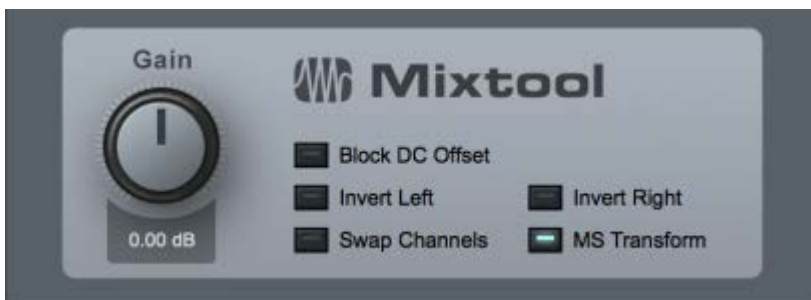 Gain
Mixtool
Block DC Offset
Invert Left
Invert Right
0.00 dB
Swap Channels
MS Transform